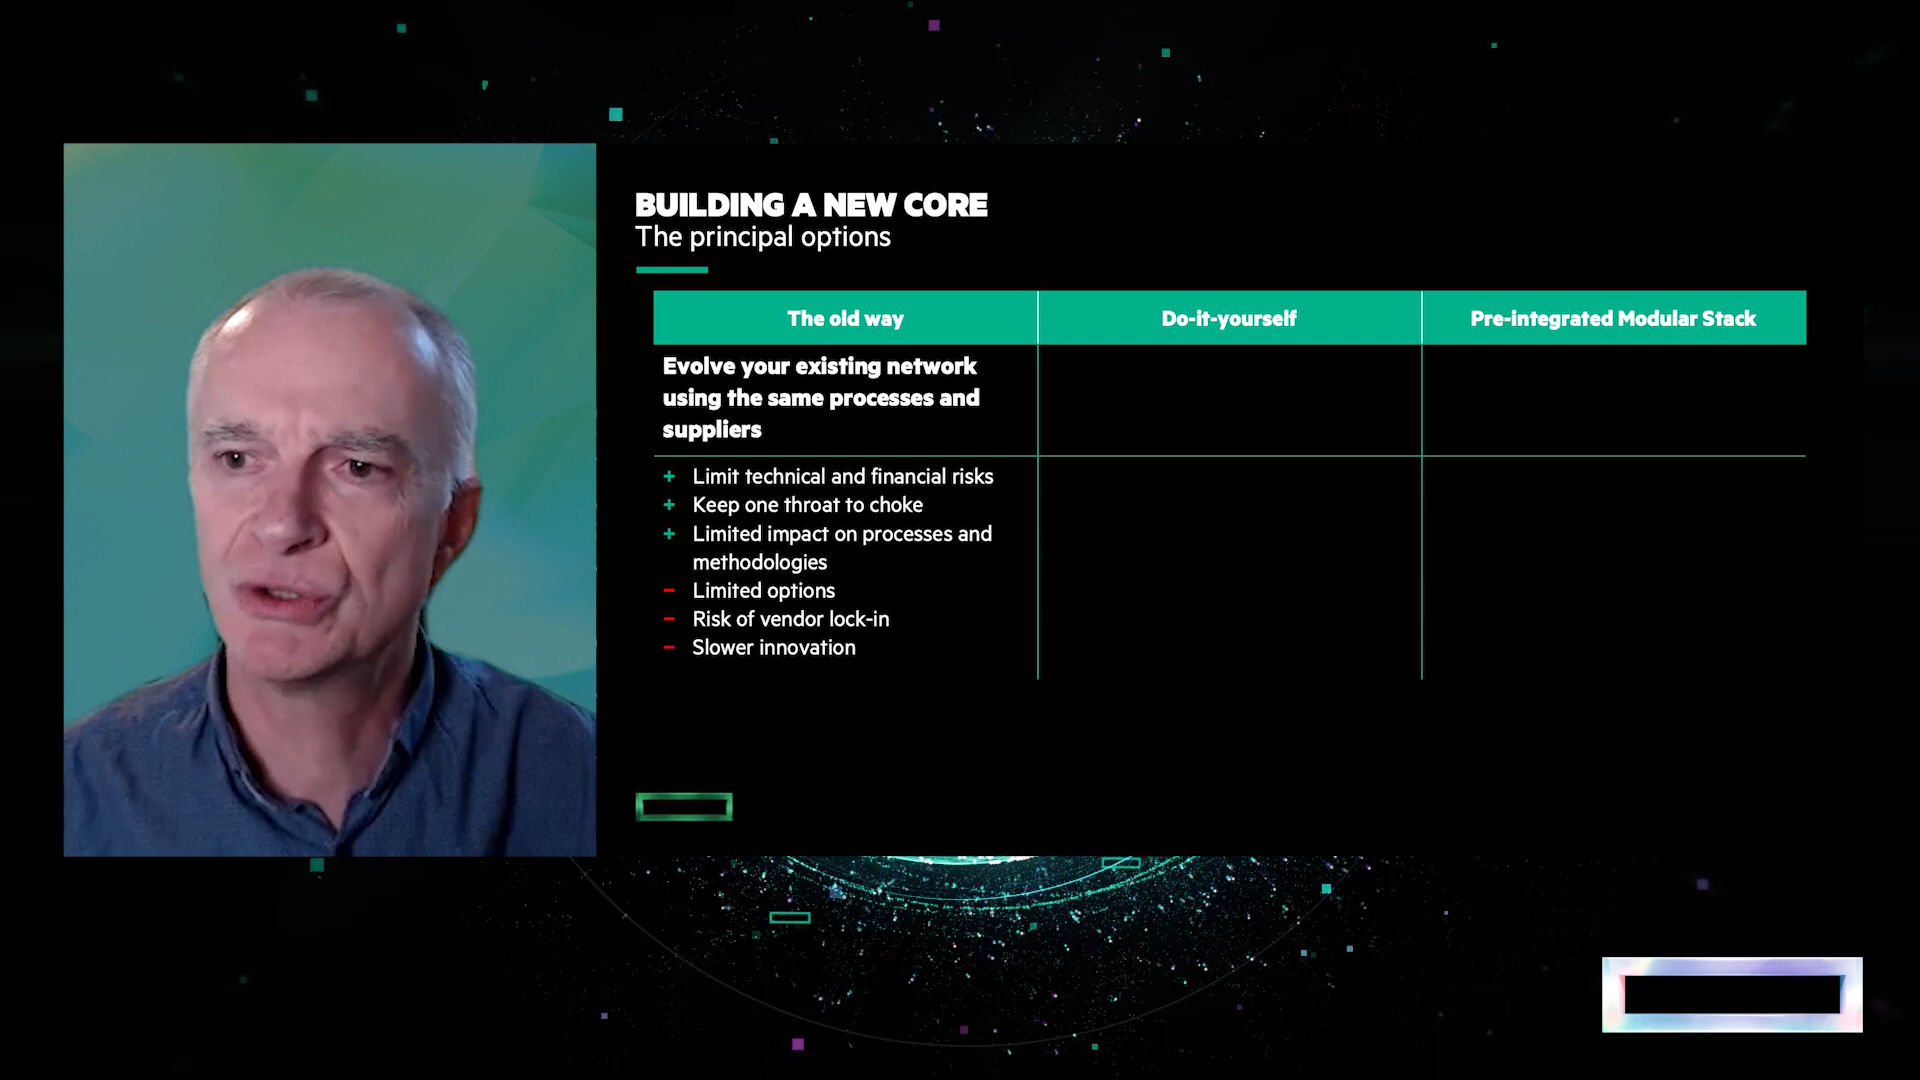 BUILDING A NEW CORE
The principal options
The old way
Do-it-yourself
Pre-integrated Modular Stack
Evolve your existing network
using the same processes and
suppliers
+ Limit technical and financial risks
+ Keep one throat to choke
+ Limited impact on processes and
methodologies
– Limited options
– Risk of vendor lock-in
– Slower innovation